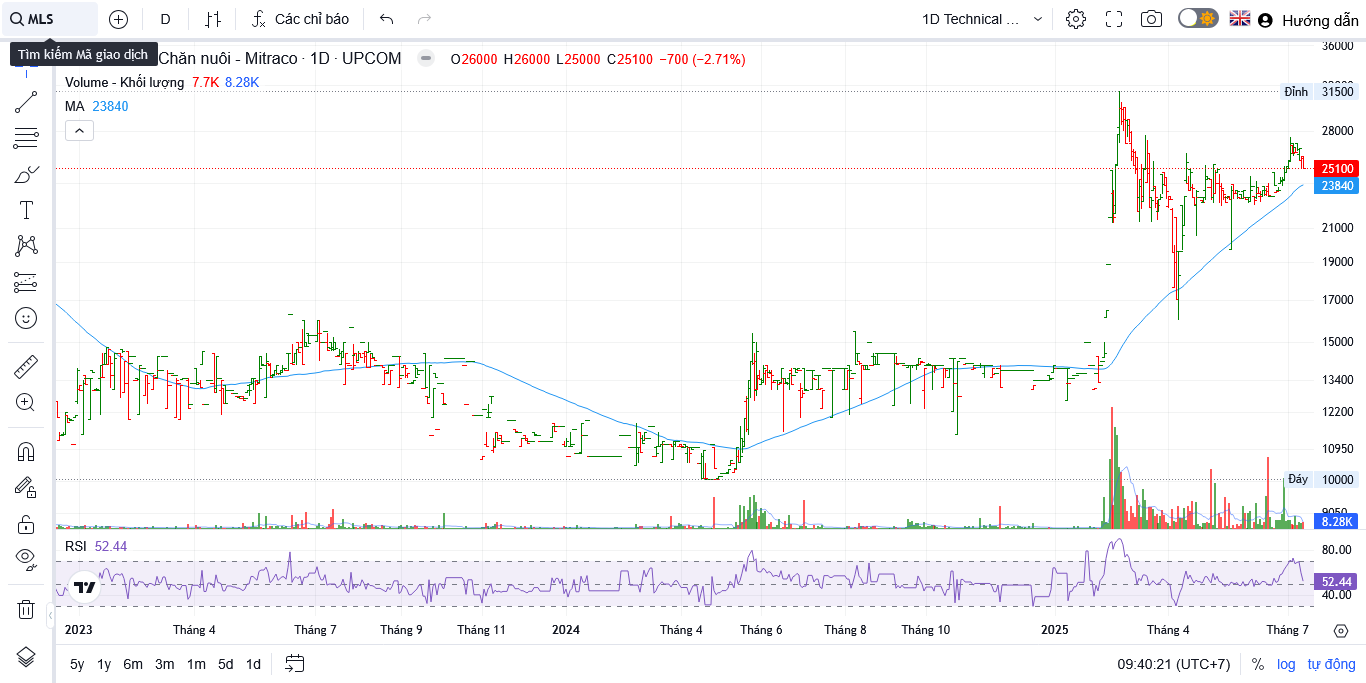 MLS
D
Các chỉ báo
1D Technical ...
Hướng dẫn
Tìm kiếm Mã giao dịch
Chăn nuôi - Mitraco · 1D · UPCOM
O26000 H26000 L25000 C25100 −700 (−2.71%)
Volume - Khối lượng 7.7K 8.28K
MA 23840
36000
Đỉnh 31500
28000
25100
23840
21000
19000
17000
15000
13400
12200
10950
Đáy 10000
9050
8.28K
RSI 52.44
80.00
52.44
40.00
2023 Tháng 4 Tháng 7 Tháng 9 Tháng 11 2024 Tháng 4 Tháng 6 Tháng 8 Tháng 10 2025 Tháng 4 Tháng 7
5y 1y 6m 3m 1m 5d 1d
09:40:21 (UTC+7) % log tự động